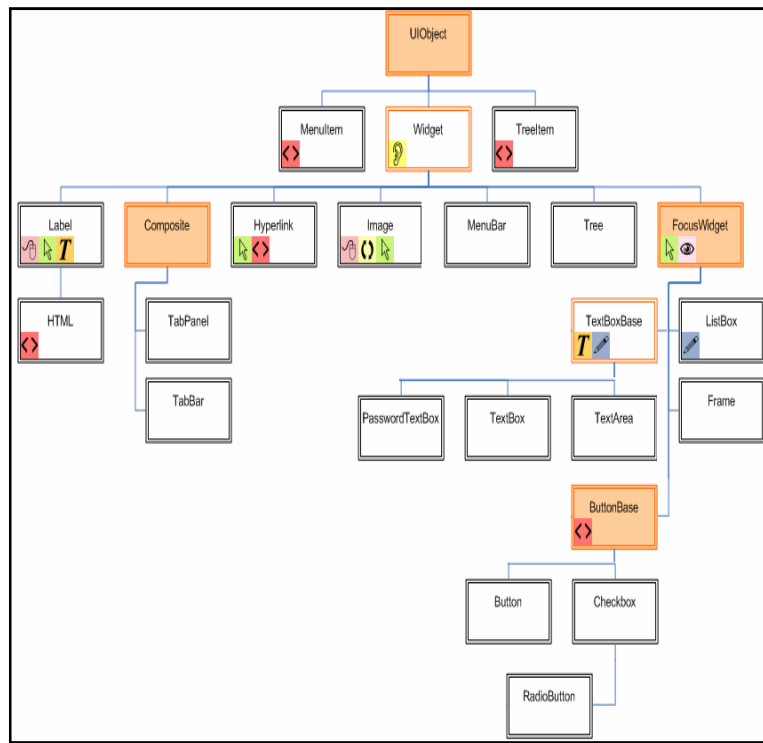 UIObject
MenuItem
Widget
TreeItem
<>
<>
Label
Composite
Hyperlink
Image
MenuBar
Tree
FocusWidget
T
<>
()
HTML
TabPanel
TextBoxBase
ListBox
<>
T
TabBar
PasswordTextBox
TextBox
TextArea
Frame
ButtonBase
<>
Button
Checkbox
RadioButton